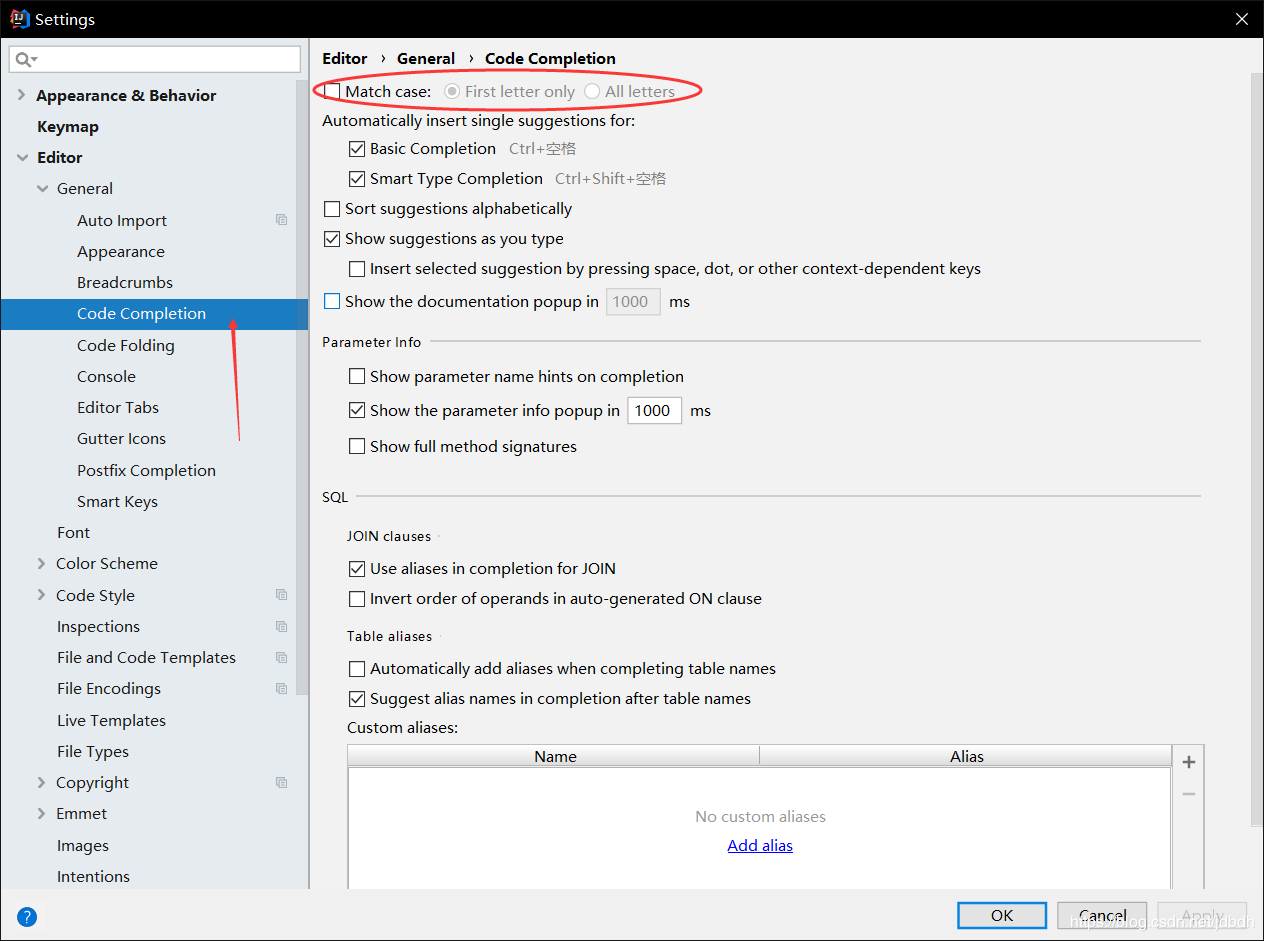 Settings
Appearance & Behavior
Keymap
Editor
General
Auto Import
Appearance
Breadcrumbs
Code Completion
Code Folding
Console
Editor Tabs
Gutter Icons
Postfix Completion
Smart Keys
Font
Color Scheme
Code Style
Inspections
File and Code Templates
File Encodings
Live Templates
File Types
Copyright
Emmet
Images
Intentions
Editor › General › Code Completion
Match case: First letter only All letters
Automatically insert single suggestions for:
Basic Completion Ctrl+空格
Smart Type Completion Ctrl+Shift+空格
Sort suggestions alphabetically
Show suggestions as you type
Insert selected suggestion by pressing space, dot, or other context-dependent keys
Show the documentation popup in 1000 ms
Parameter Info
Show parameter name hints on completion
Show the parameter info popup in 1000 ms
Show full method signatures
SQL
JOIN clauses
Use aliases in completion for JOIN
Invert order of operands in auto-generated ON clause
Table aliases
Automatically add aliases when completing table names
Suggest alias names in completion after table names
Custom aliases:
Name Alias
No custom aliases
Add alias
? OK Cancel Apply
https://blog.csdn.net/jdbdh